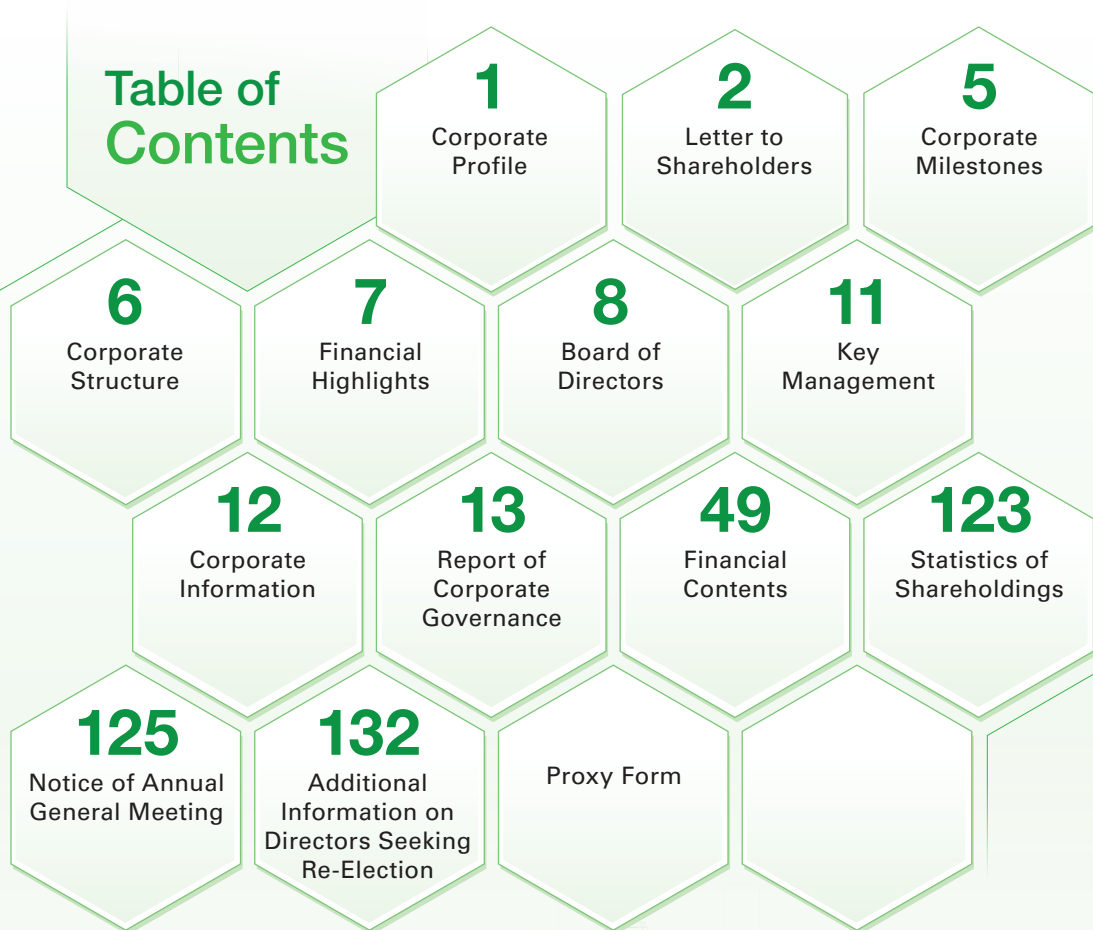 Table of
Contents
1
Corporate
Profile
2
Letter to
Shareholders
5
Corporate
Milestones
6
Corporate
Structure
7
Financial
Highlights
8
Board of
Directors
11
Key
Management
12
Corporate
Information
13
Report of
Corporate
Governance
49
Financial
Contents
123
Statistics of
Shareholdings
125
Notice of Annual
General Meeting
132
Additional
Information on
Directors Seeking
Re-Election
Proxy Form